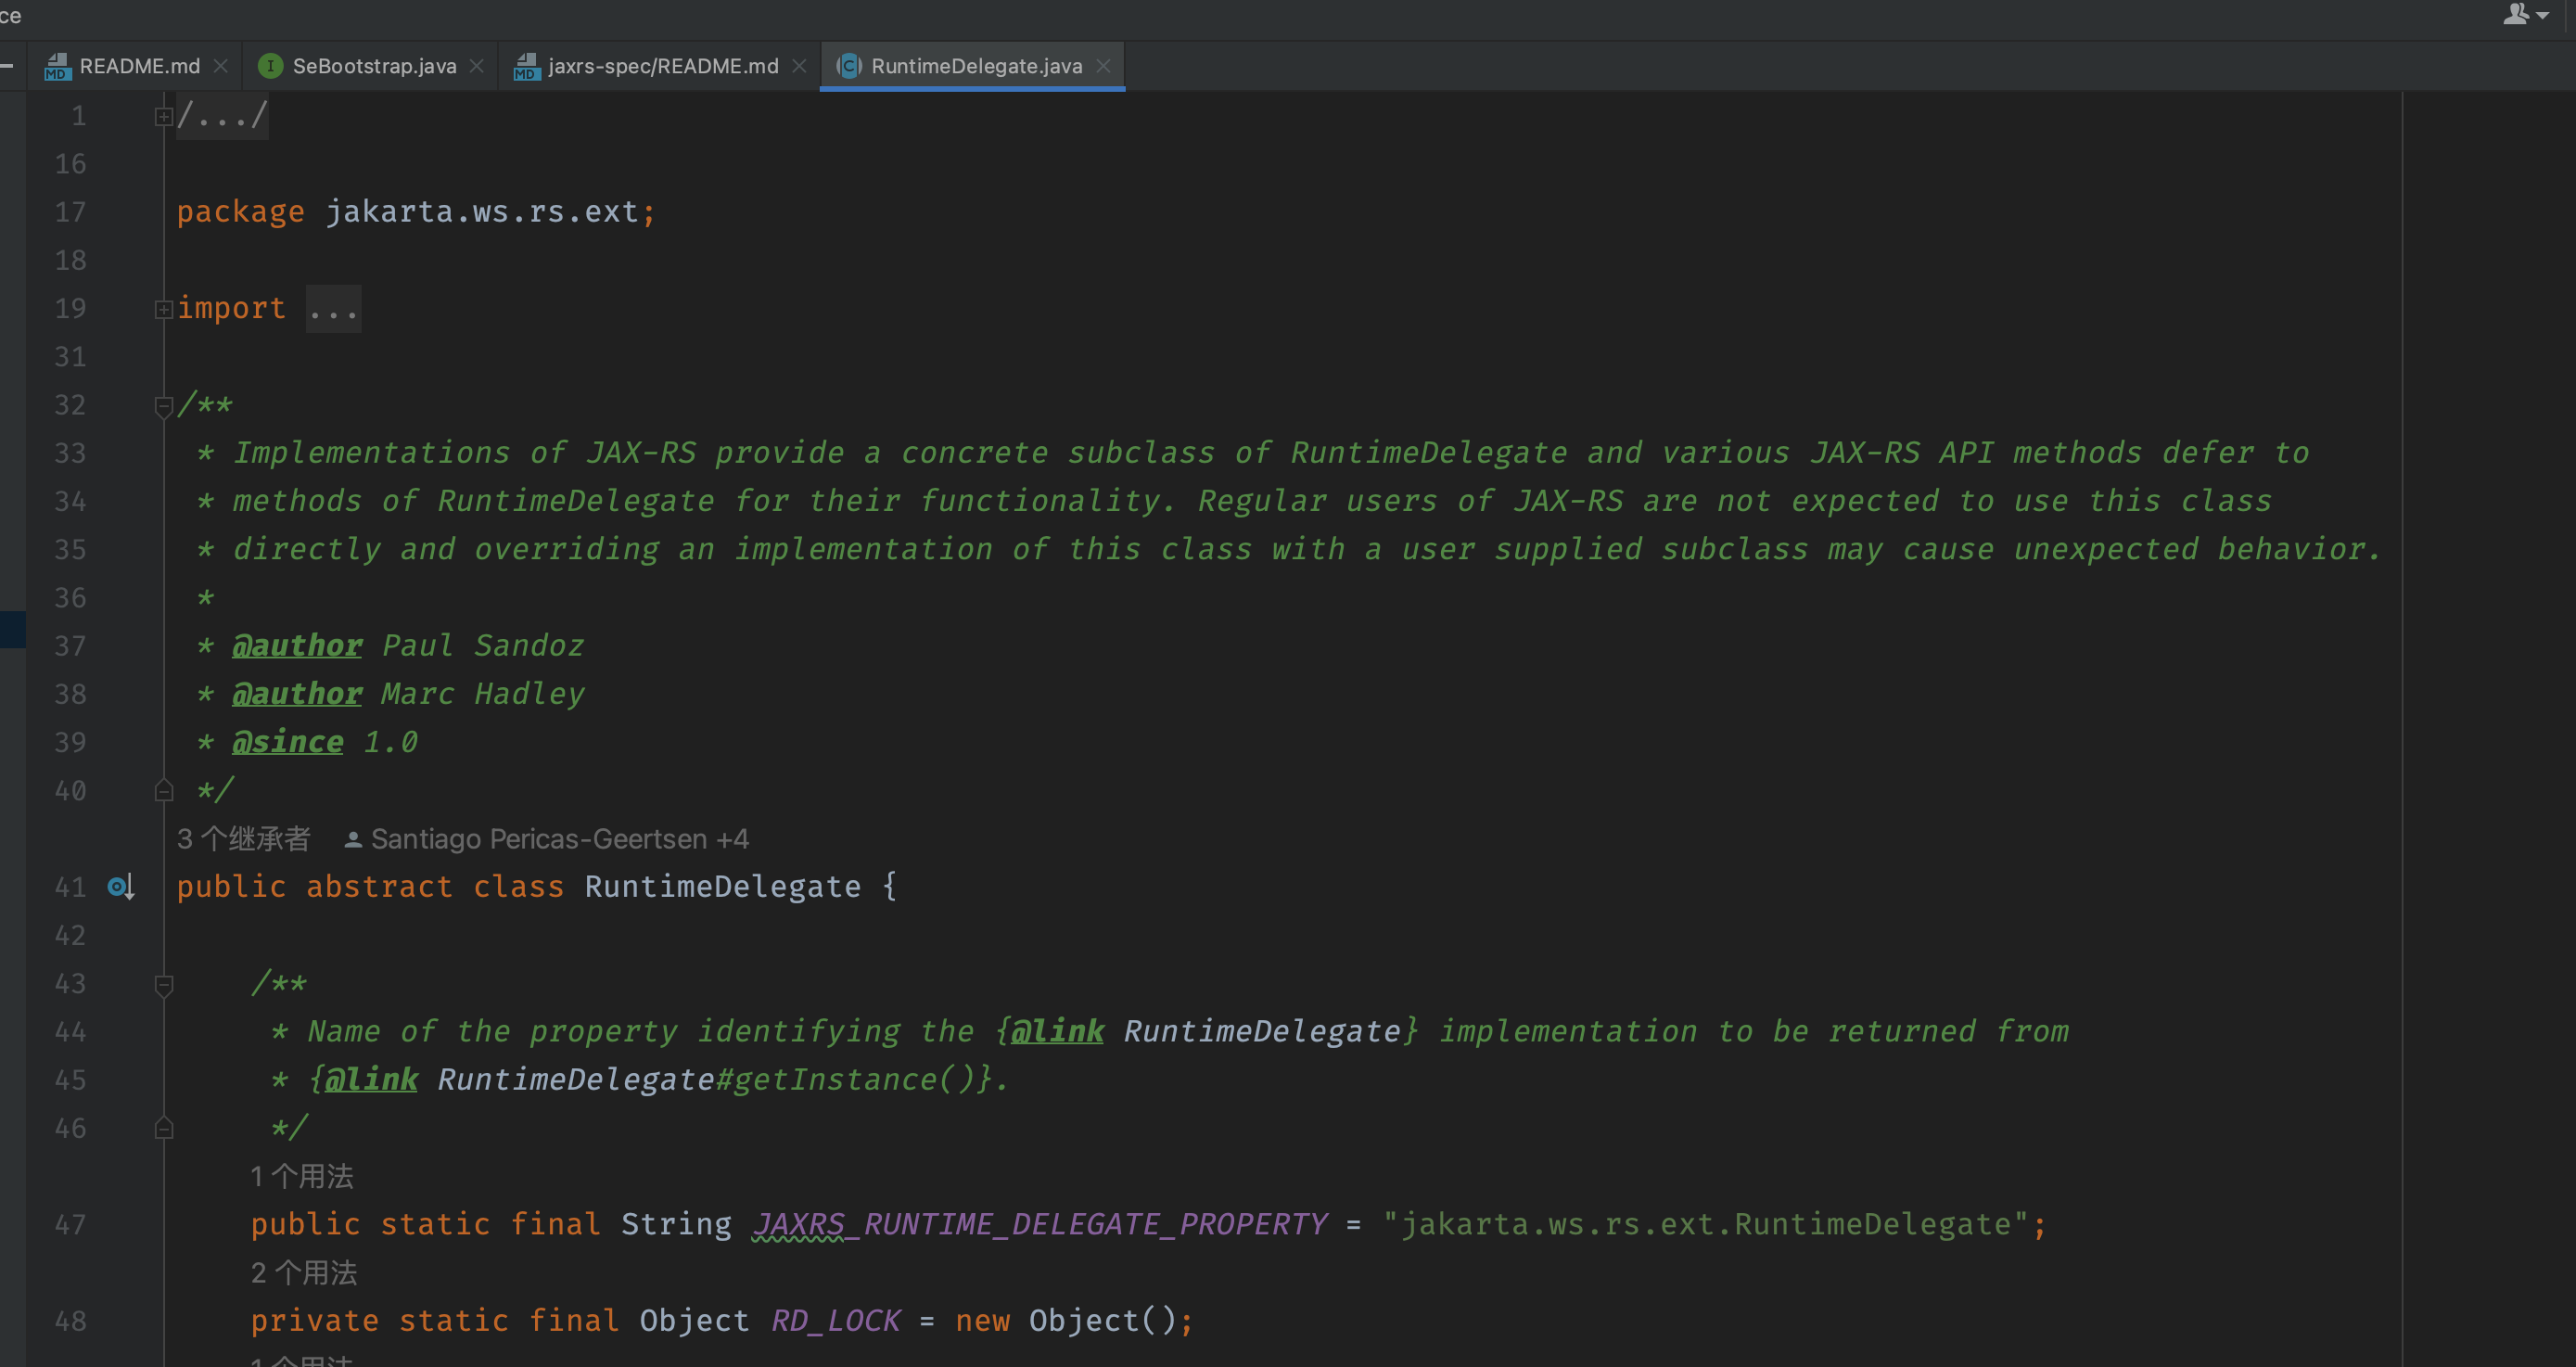 ce
README.md
SeBootstrap.java
jaxrs-spec/README.md
RuntimeDelegate.java
1 /.../
16
17 package jakarta.ws.rs.ext;
18
19 import ...
31
32 /**
33 * Implementations of JAX-RS provide a concrete subclass of RuntimeDelegate and various JAX-RS API methods defer to
34 * methods of RuntimeDelegate for their functionality. Regular users of JAX-RS are not expected to use this class
35 * directly and overriding an implementation of this class with a user supplied subclass may cause unexpected behavior.
36 *
37 * @author Paul Sandoz
38 * @author Marc Hadley
39 * @since 1.0
40 */
3 个继承者 Santiago Pericas-Geertsen +4
41 public abstract class RuntimeDelegate {
42
43 /**
44 * Name of the property identifying the {@link RuntimeDelegate} implementation to be returned from
45 * {@link RuntimeDelegate#getInstance()}.
46 */
1 个用法
47 public static final String JAXRS_RUNTIME_DELEGATE_PROPERTY = "jakarta.ws.rs.ext.RuntimeDelegate";
2 个用法
48 private static final Object RD_LOCK = new Object();
1 个用法